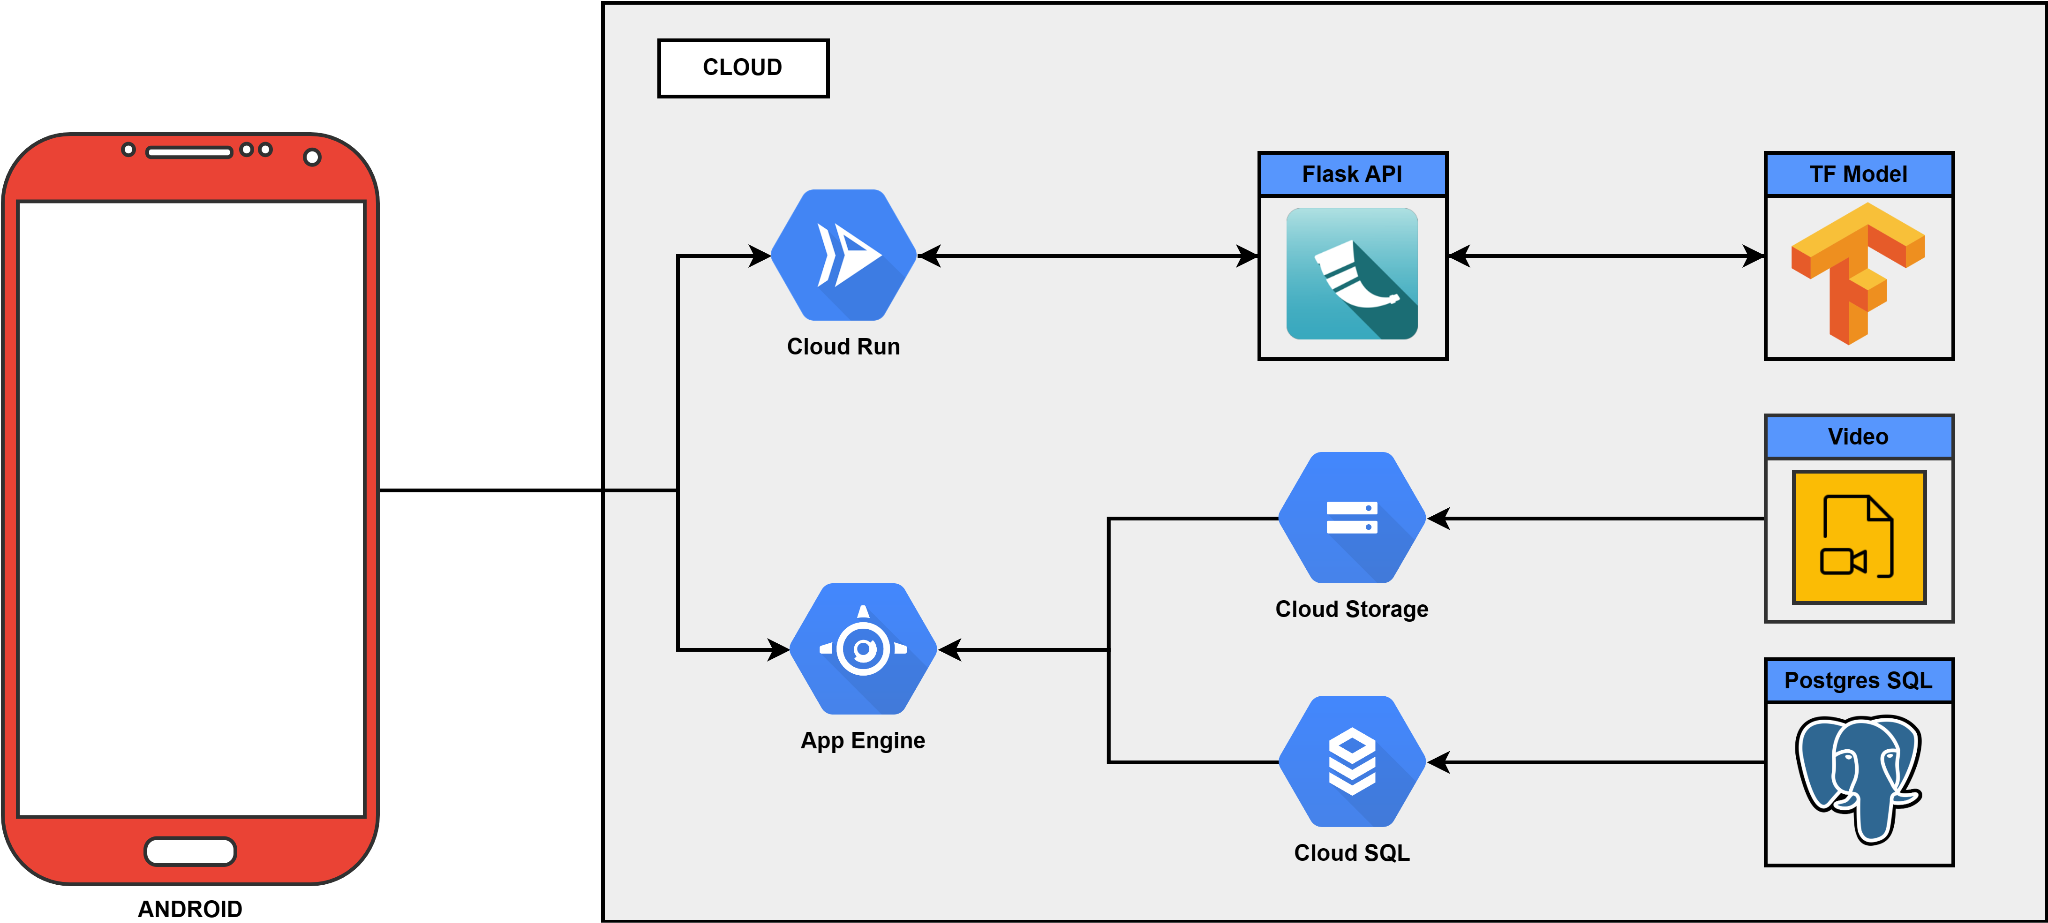 CLOUD
Flask API
TF Model
Cloud Run
Video
Cloud Storage
Postgres SQL
App Engine
Cloud SQL
ANDROID